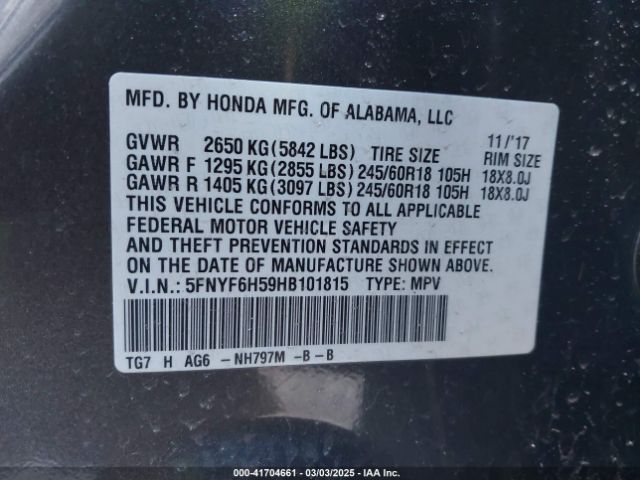 MFD. BY HONDA MFG. OF ALABAMA, LLC
GVWR 2650 KG(5842 LBS) TIRE SIZE 11/'17 RIM SIZE
GAWR F 1295 KG(2855 LBS)245/60R18 105H 18X8.0J
GAWR R 1405 KG(3097 LBS)245/60R18 105H 18X8.0J
THIS VEHICLE CONFORMS TO ALL APPLICABLE
FEDERAL MOTOR VEHICLE SAFETY
AND THEFT PREVENTION STANDARDS IN EFFECT
ON THE DATE OF MANUFACTURE SHOWN ABOVE.
V.I.N.: 5FNYF6H59HB101815 TYPE: MPV
TG7 H AG6 -NH797M -B-B
000-41704661 - 03/03/2025 - IAA Inc.